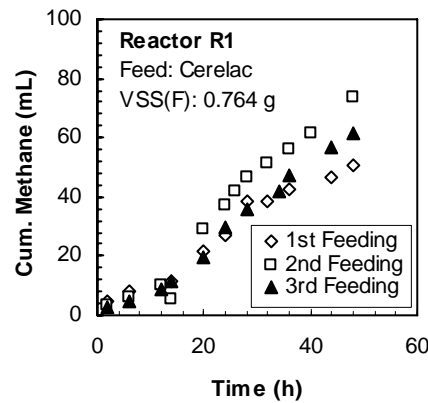 100
80
60
40
20
0
Cum. Methane (mL)
Reactor R1
Feed: Cerelac
VSS(F): 0.764 g
1st Feeding
2nd Feeding
3rd Feeding
0
20
40
60
Time (h)